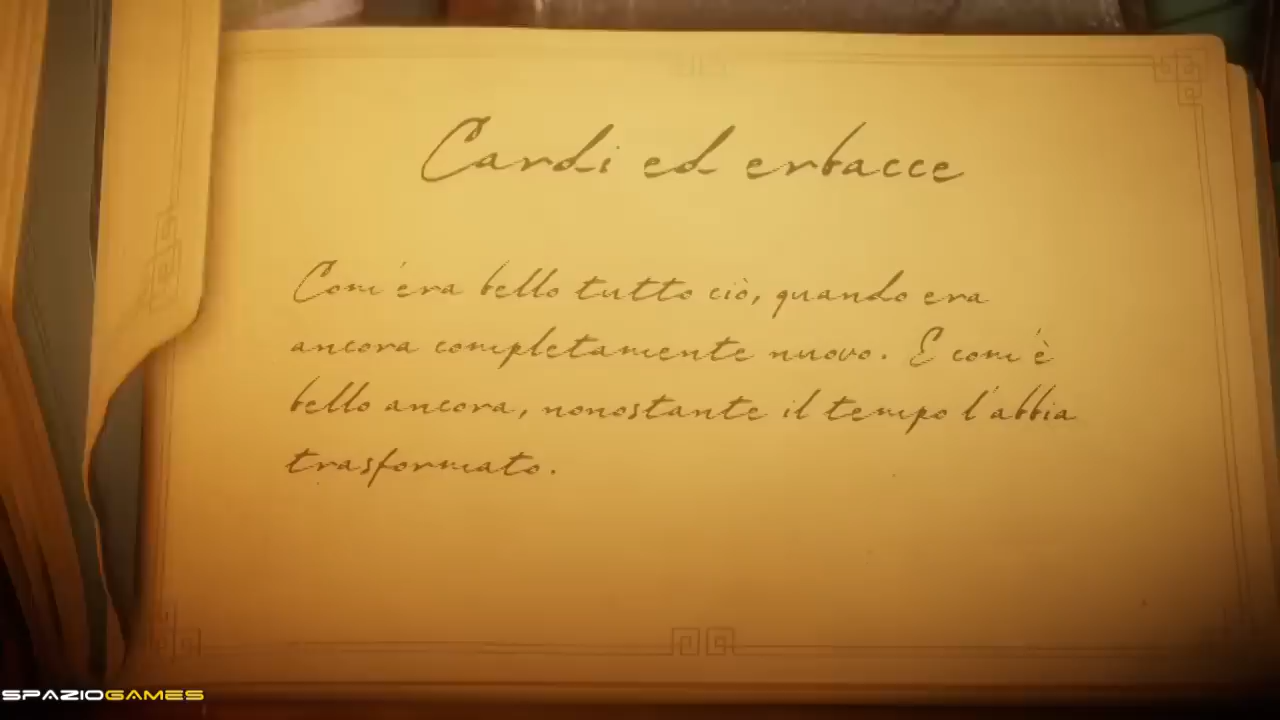 Cardi ed erbacce
Com'era bello tutto ciò, quando era
ancora completamente nuovo. E com'è
bello ancora, nonostante il tempo l'abbia
trasformato.
SPAZIOGAMES